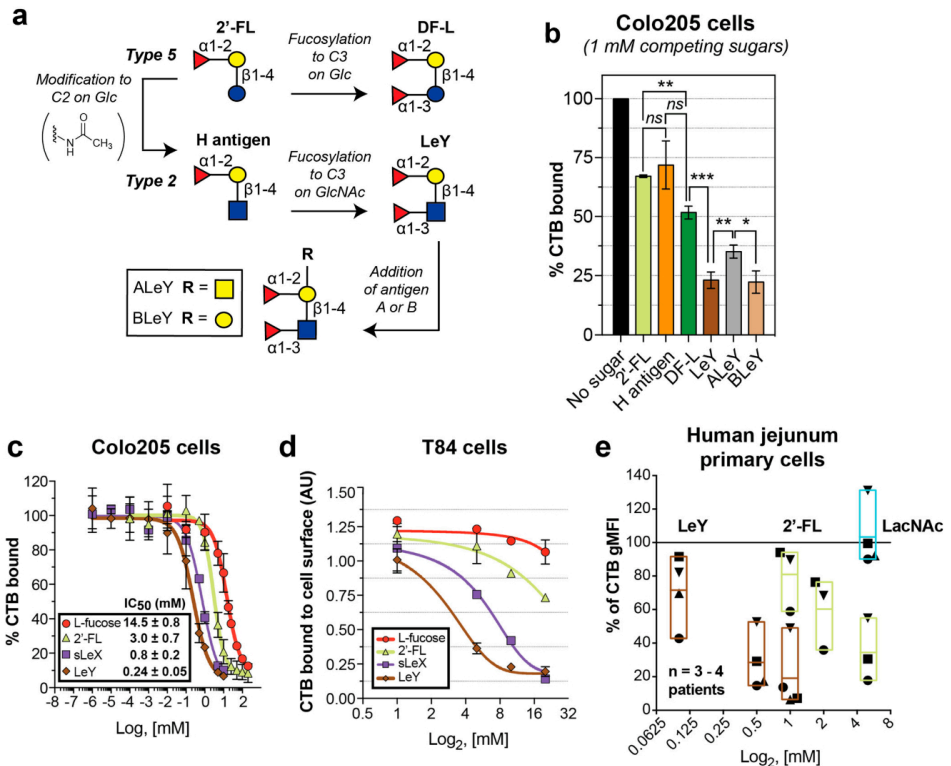 a
2'-FL
DF-L
Type 5
α1-2
Fucosylation
to C3
on Glc
α1-2
β1-4
β1-4
α1-3
Modification to
C2 on Glc
O
N
H
CH3
H antigen
LeY
Type 2
α1-2
Fucosylation
to C3
on GlcNAc
α1-2
β1-4
β1-4
α1-3
R
α1-2
β1-4
α1-3
Addition
of antigen
A or B
ALeY R =
BLeY R =
b
Colo205 cells
(1 mM competing sugars)
% CTB bound
100
75
50
25
0
**
ns
ns
***
**
*
No sugar
2'-FL
H antigen
DF-L
LeY
ALeY
BLeY
c
Colo205 cells
% CTB bound
120
100
80
60
40
20
0
IC50 (mM)
L-fucose 14.5 ± 0.8
2'-FL 3.0 ± 0.7
sLeX 0.8 ± 0.2
LeY 0.24 ± 0.05
-8 -7 -6 -5 -4 -3 -2 -1 0 1 2
Log, [mM]
d
T84 cells
CTB bound to cell surface (AU)
1.50
1.25
1.00
0.75
0.50
0.25
0.00
L-fucose
2'-FL
sLeX
LeY
0.5 1 2 4 8 16 32
Log2, [mM]
e
Human jejunum
primary cells
% of CTB gMFI
140
120
100
80
60
40
20
0
LeY
2'-FL
LacNAc
n = 3 - 4
patients
0.0625
0.125
0.25
0.5
1
2
4
8
Log2, [mM]